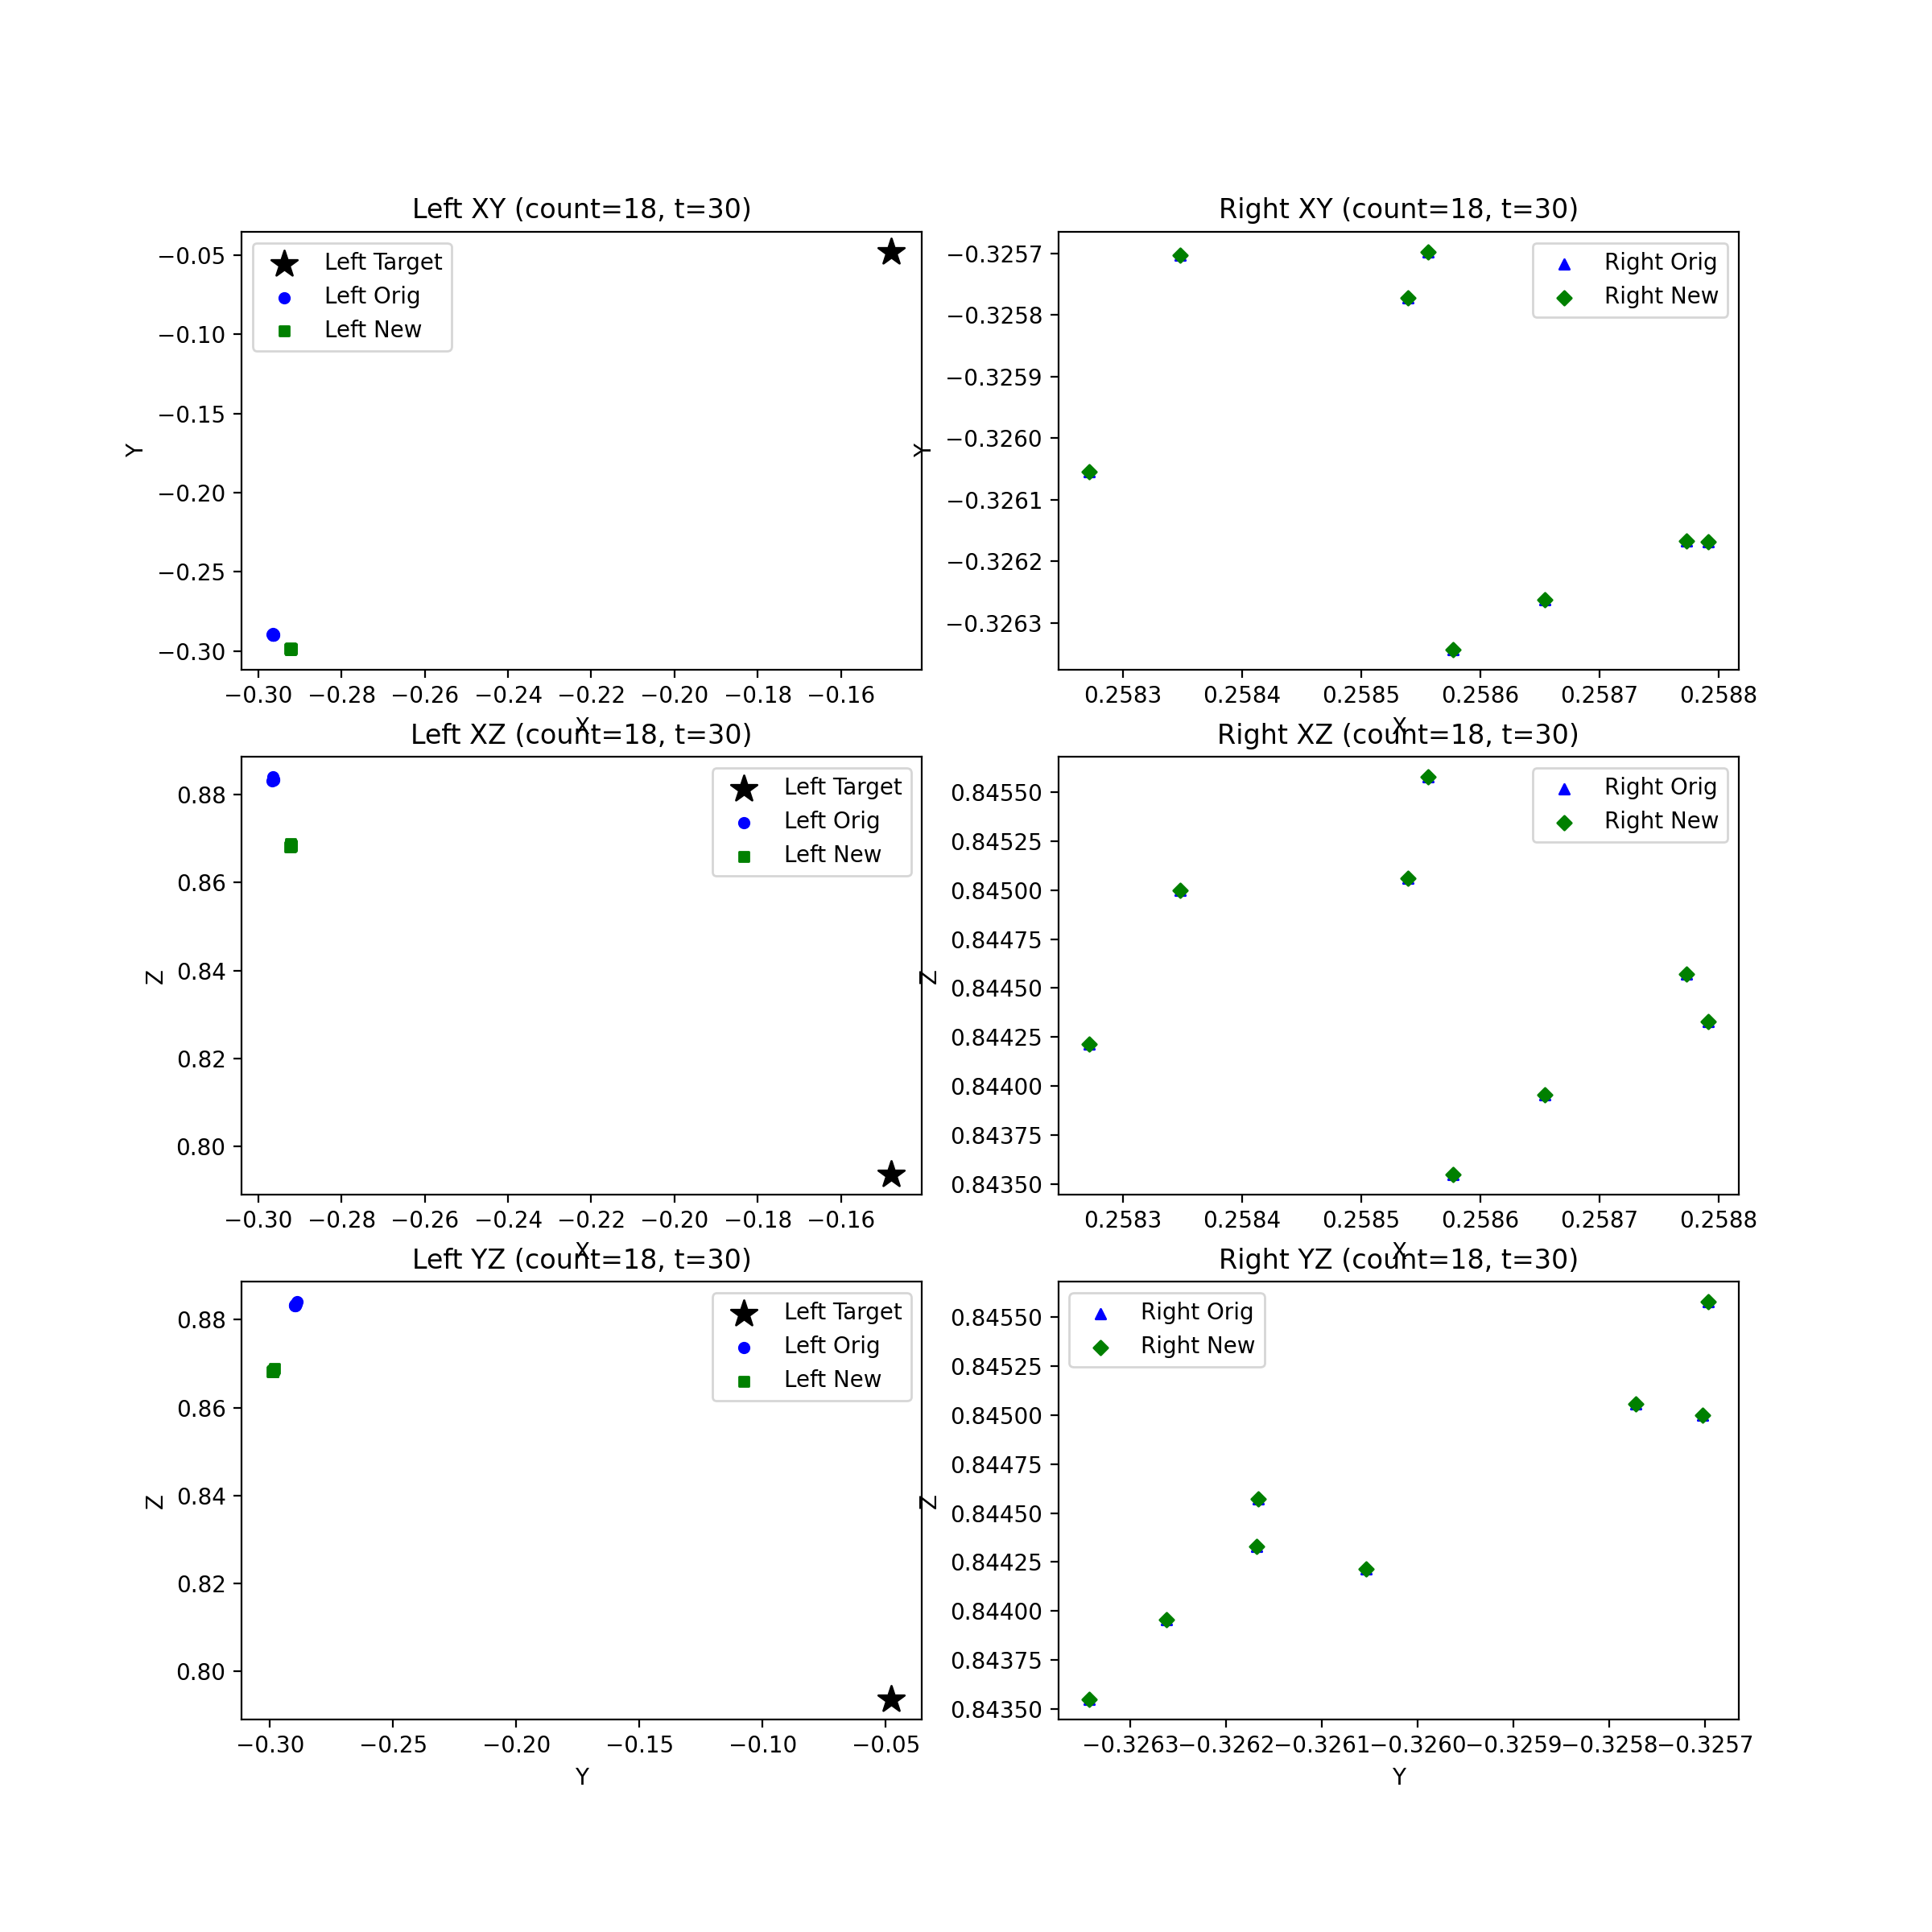 Left XY (count=18, t=30)
Left Target
Left Orig
Left New
−0.05
−0.10
−0.15
−0.20
−0.25
−0.30
Y
−0.30 −0.28 −0.26 −0.24 −0.22 −0.20 −0.18 −0.16
X
Right XY (count=18, t=30)
Right Orig
Right New
−0.3257
−0.3258
−0.3259
−0.3260
−0.3261
−0.3262
−0.3263
Y
0.2583 0.2584 0.2585 0.2586 0.2587 0.2588
X
Left XZ (count=18, t=30)
Left Target
Left Orig
Left New
0.88
0.86
0.84
0.82
0.80
Z
−0.30 −0.28 −0.26 −0.24 −0.22 −0.20 −0.18 −0.16
X
Right XZ (count=18, t=30)
Right Orig
Right New
0.84550
0.84525
0.84500
0.84475
0.84450
0.84425
0.84400
0.84375
0.84350
Z
0.2583 0.2584 0.2585 0.2586 0.2587 0.2588
X
Left YZ (count=18, t=30)
Left Target
Left Orig
Left New
0.88
0.86
0.84
0.82
0.80
Z
−0.30 −0.25 −0.20 −0.15 −0.10 −0.05
Y
Right YZ (count=18, t=30)
Right Orig
Right New
0.84550
0.84525
0.84500
0.84475
0.84450
0.84425
0.84400
0.84375
0.84350
Z
−0.3263 −0.3262 −0.3261 −0.3260 −0.3259 −0.3258 −0.3257
Y